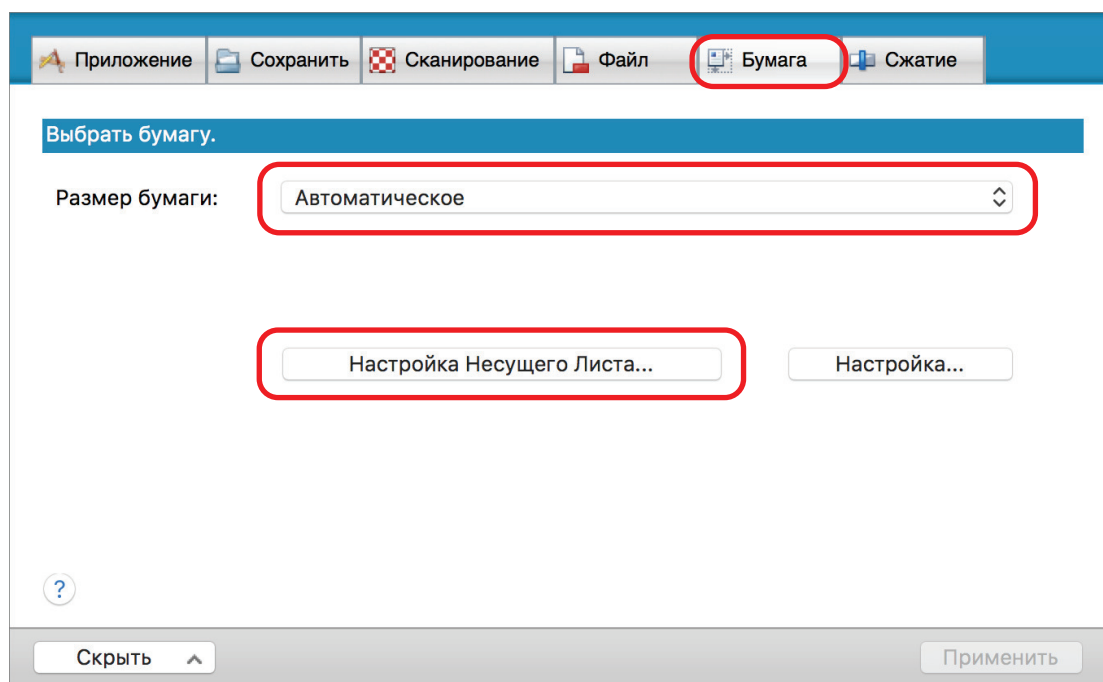 Приложение Сохранить Сканирование Файл Бумага Сжатие
Выбрать бумагу.
Размер бумаги: Автоматическое
Настройка Несущего Листа... Настройка...
?
Скрыть Применить